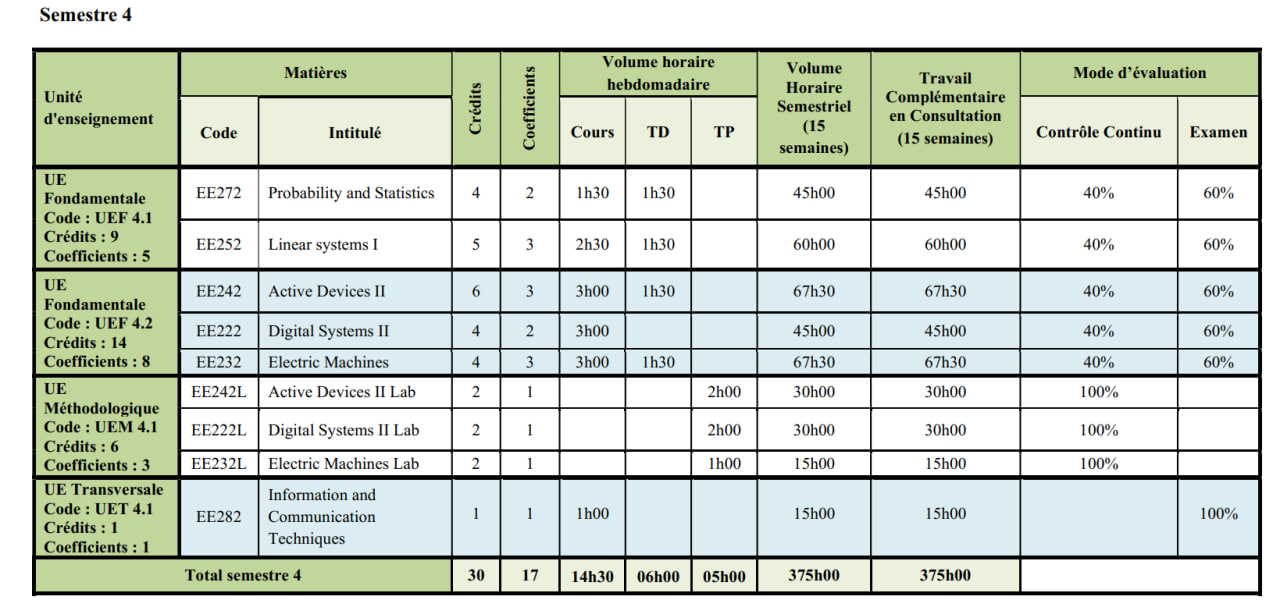 Semestre 4
Unité d'enseignement | Matières | Crédits | Coefficients | Volume horaire hebdomadaire | Volume Horaire Semestriel (15 semaines) | Travail Complémentaire en Consultation (15 semaines) | Mode d'évaluation
Code | Intitulé | Cours | TD | TP | Contrôle Continu | Examen
UE Fondamentale Code : UEF 4.1 Crédits : 9 Coefficients : 5
EE272 | Probability and Statistics | 4 | 2 | 1h30 | 1h30 | | 45h00 | 45h00 | 40% | 60%
EE252 | Linear systems I | 5 | 3 | 2h30 | 1h30 | | 60h00 | 60h00 | 40% | 60%
UE Fondamentale Code : UEF 4.2 Crédits : 14 Coefficients : 8
EE242 | Active Devices II | 6 | 3 | 3h00 | 1h30 | | 67h30 | 67h30 | 40% | 60%
EE222 | Digital Systems II | 4 | 2 | 3h00 | | | 45h00 | 45h00 | 40% | 60%
EE232 | Electric Machines | 4 | 3 | 3h00 | 1h30 | | 67h30 | 67h30 | 40% | 60%
UE Méthodologique Code : UEM 4.1 Crédits : 6 Coefficients : 3
EE242L | Active Devices II Lab | 2 | 1 | | | 2h00 | 30h00 | 30h00 | 100% |
EE222L | Digital Systems II Lab | 2 | 1 | | | 2h00 | 30h00 | 30h00 | 100% |
EE232L | Electric Machines Lab | 2 | 1 | | | 1h00 | 15h00 | 15h00 | 100% |
UE Transversale Code : UET 4.1 Crédits : 1 Coefficients : 1
EE282 | Information and Communication Techniques | 1 | 1 | 1h00 | | | 15h00 | 15h00 | | 100%
Total semestre 4 | 30 | 17 | 14h30 | 06h00 | 05h00 | 375h00 | 375h00